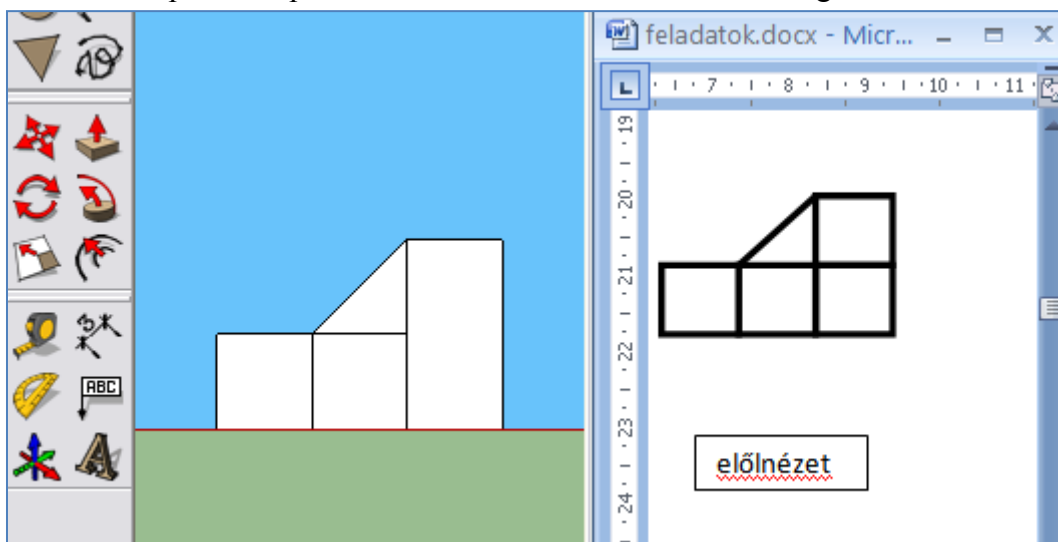 feladatok.docx - Micr...
L · ı · 7 · ı · 8 · ı · 9 · ı · 10 · ı · 11 ·
19
20
21
22
23
24
ABC
A
előlnézet